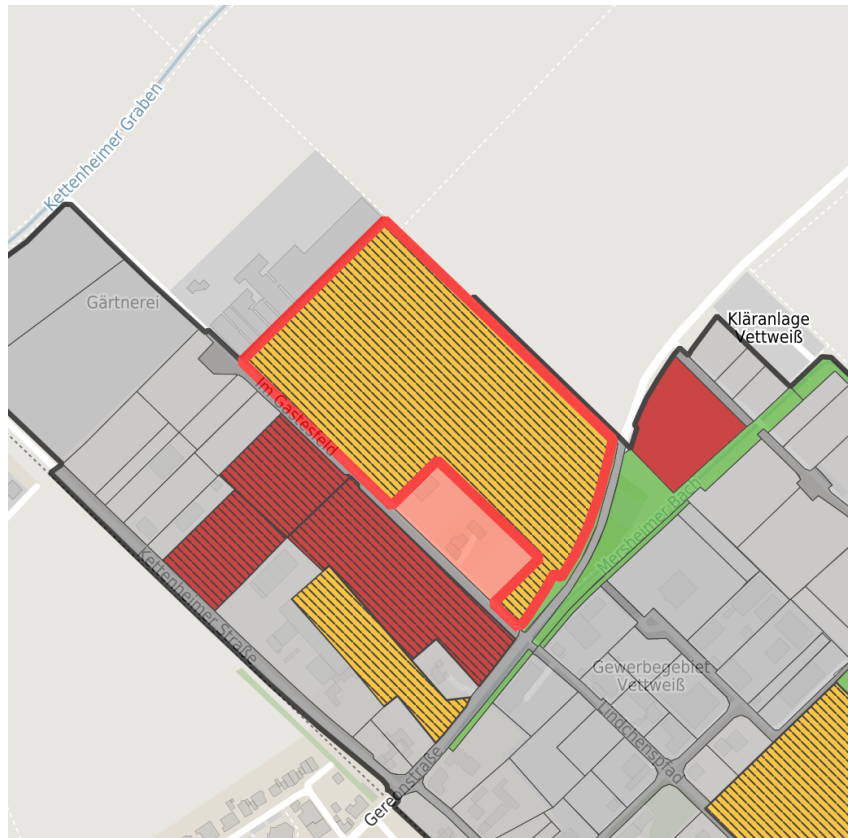 Kettenheimer Graben
Gärtnerei
Kläranlage
Vettweiß
Im Gastesfeld
Mersheimer Bach
Kettenheimer Straße
Gewerbegebiet
Vettweiß
Lindchenspfad
Gereonstraße